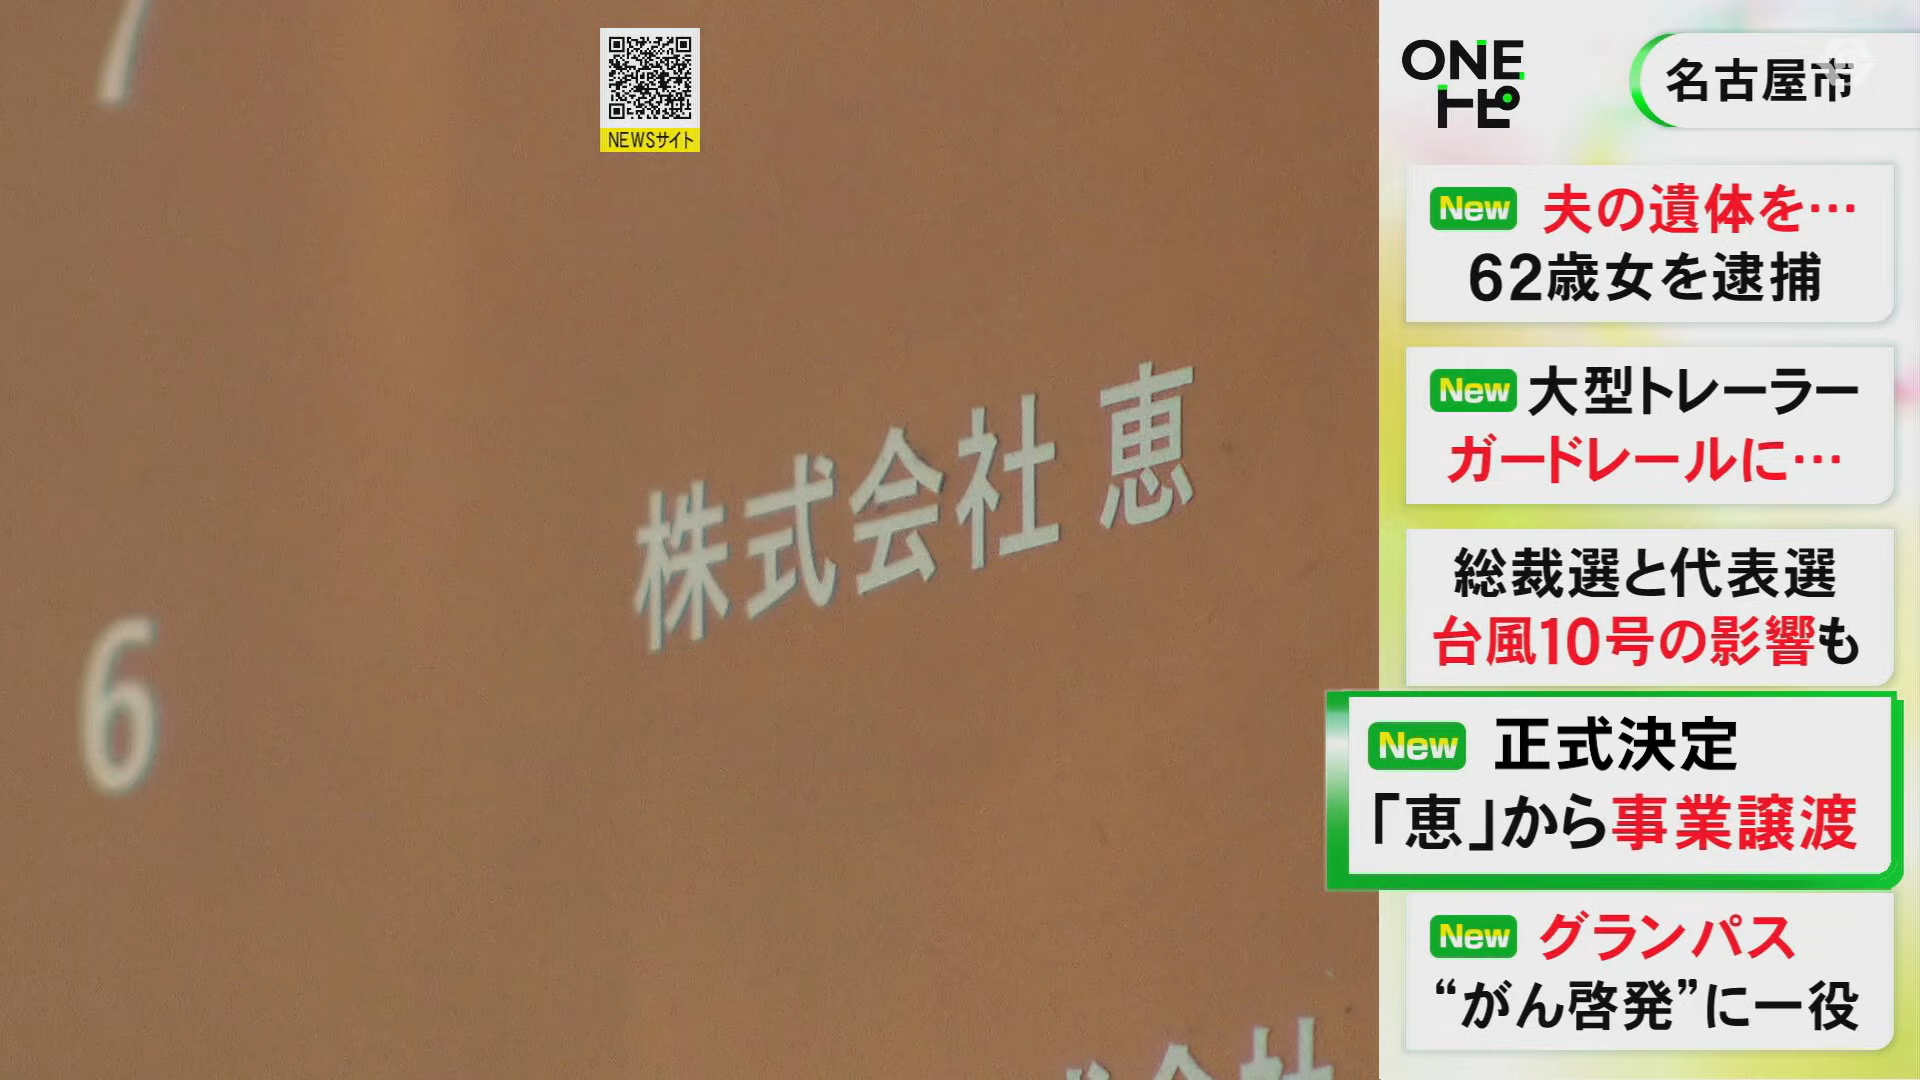 7
NEWSサイト
株式会社 恵
6
ONE
名古屋市
New 夫の遺体を…
62歳女を逮捕
New 大型トレーラー
ガードレールに…
総裁選と代表選
台風10号の影響も
New 正式決定
「恵」から事業譲渡
New グランパス
“がん啓発”に一役